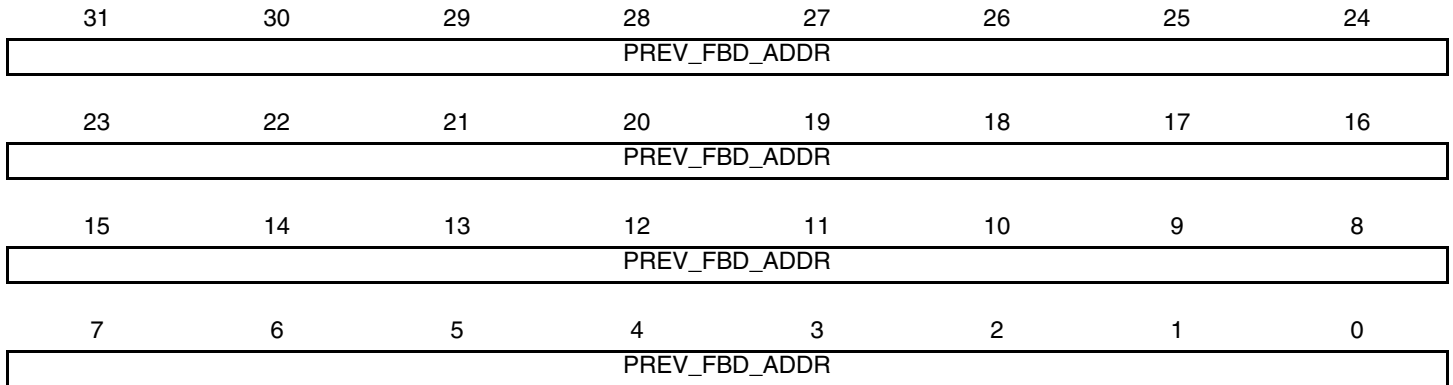 31 30 29 28 27 26 25 24
PREV_FBD_ADDR
23 22 21 20 19 18 17 16
PREV_FBD_ADDR
15 14 13 12 11 10 9 8
PREV_FBD_ADDR
7 6 5 4 3 2 1 0
PREV_FBD_ADDR